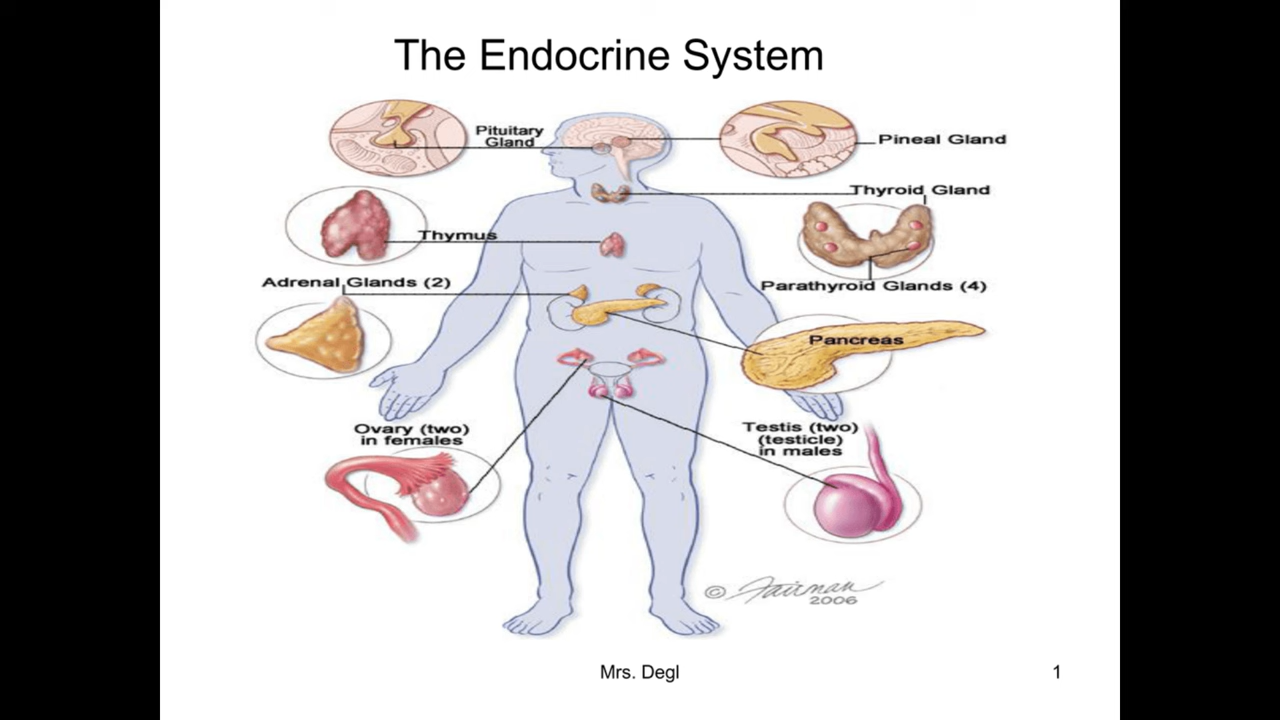 The Endocrine System
Pituitary
Gland
Pineal Gland
Thyroid Gland
Thymus
Adrenal Glands (2)
Parathyroid Glands (4)
Pancreas
Ovary (two)
in females
Testis (two)
(testicle)
in males
© Fairman
2006
Mrs. Degl
1